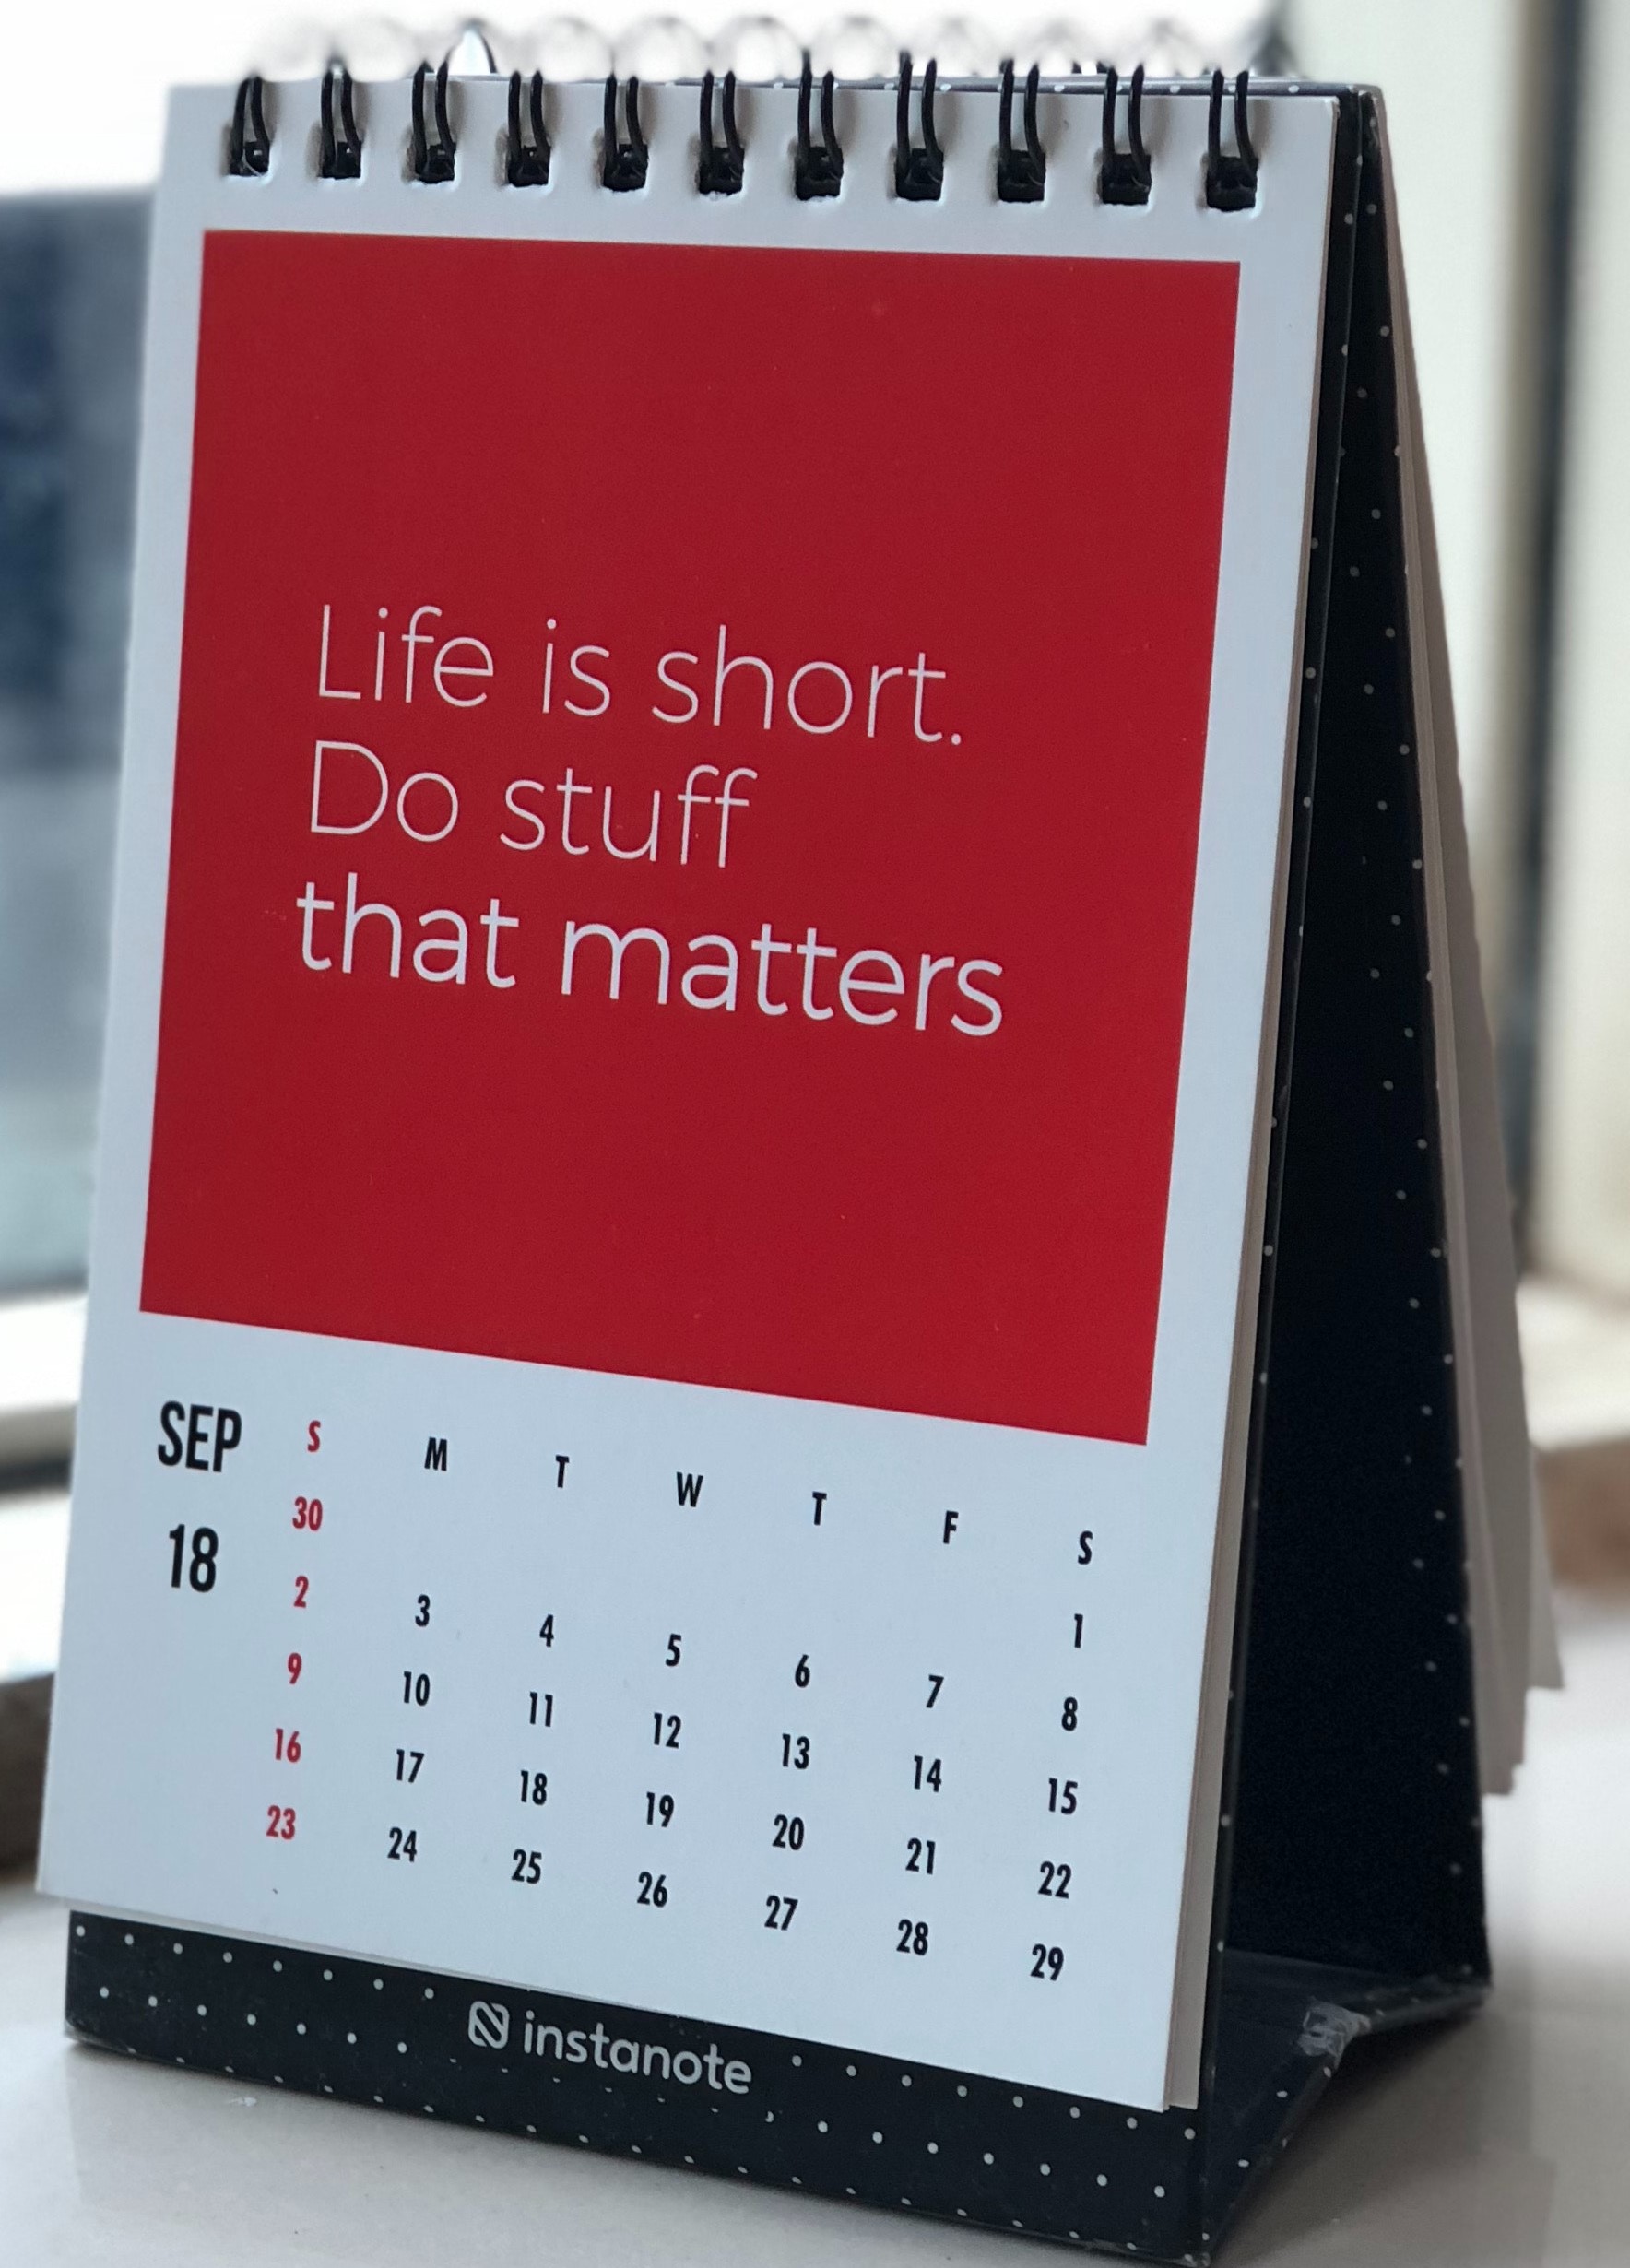 Life is short.
Do stuff
that matters
SEP
18
S M T W T F S
30 1
2 3 4 5 6 7 8
9 10 11 12 13 14 15
16 17 18 19 20 21 22
23 24 25 26 27 28 29
instanote